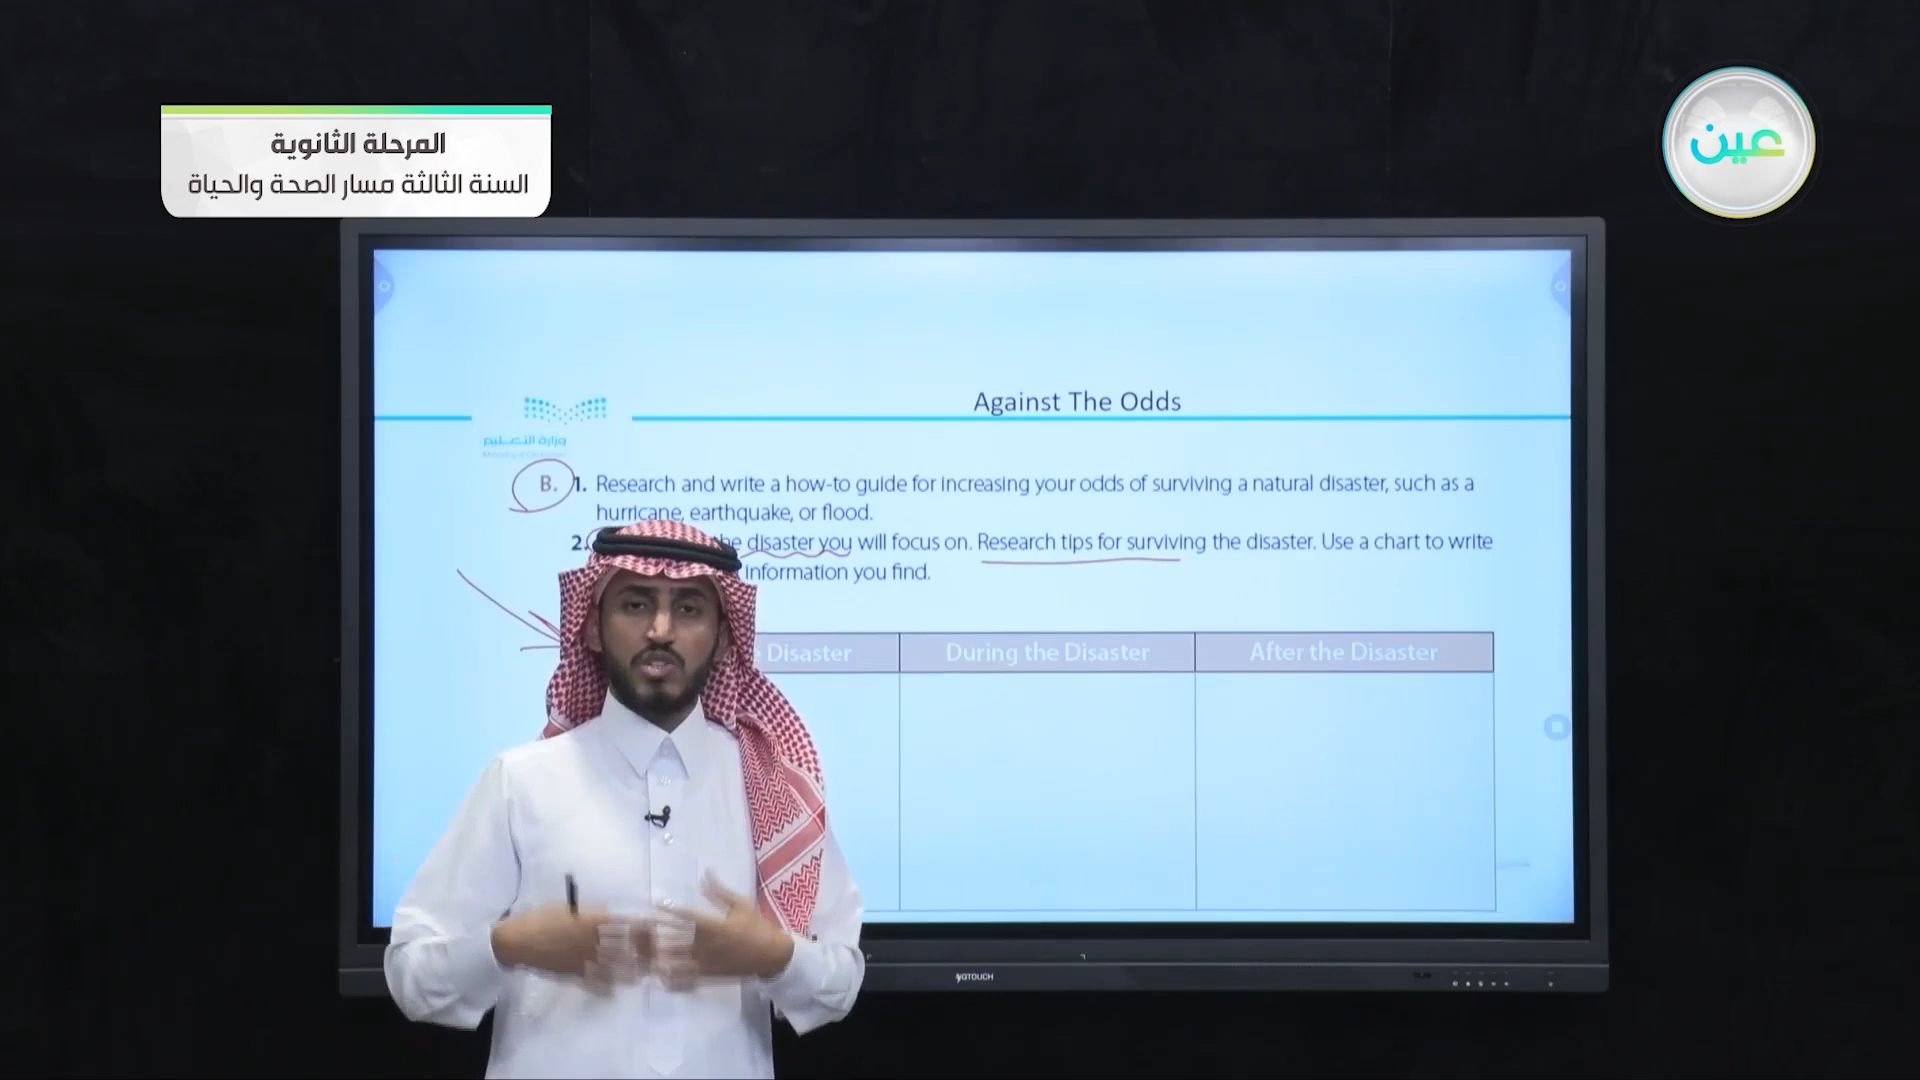 المرحلة الثانوية
السنة الثالثة مسار الصحة والحياة
عين
Against The Odds
وزارة التعليم
B. 1. Research and write a how-to guide for increasing your odds of surviving a natural disaster, such as a
hurricane, earthquake, or flood.
2. the disaster you will focus on. Research tips for surviving the disaster. Use a chart to write
information you find.
Disaster
During the Disaster
After the Disaster